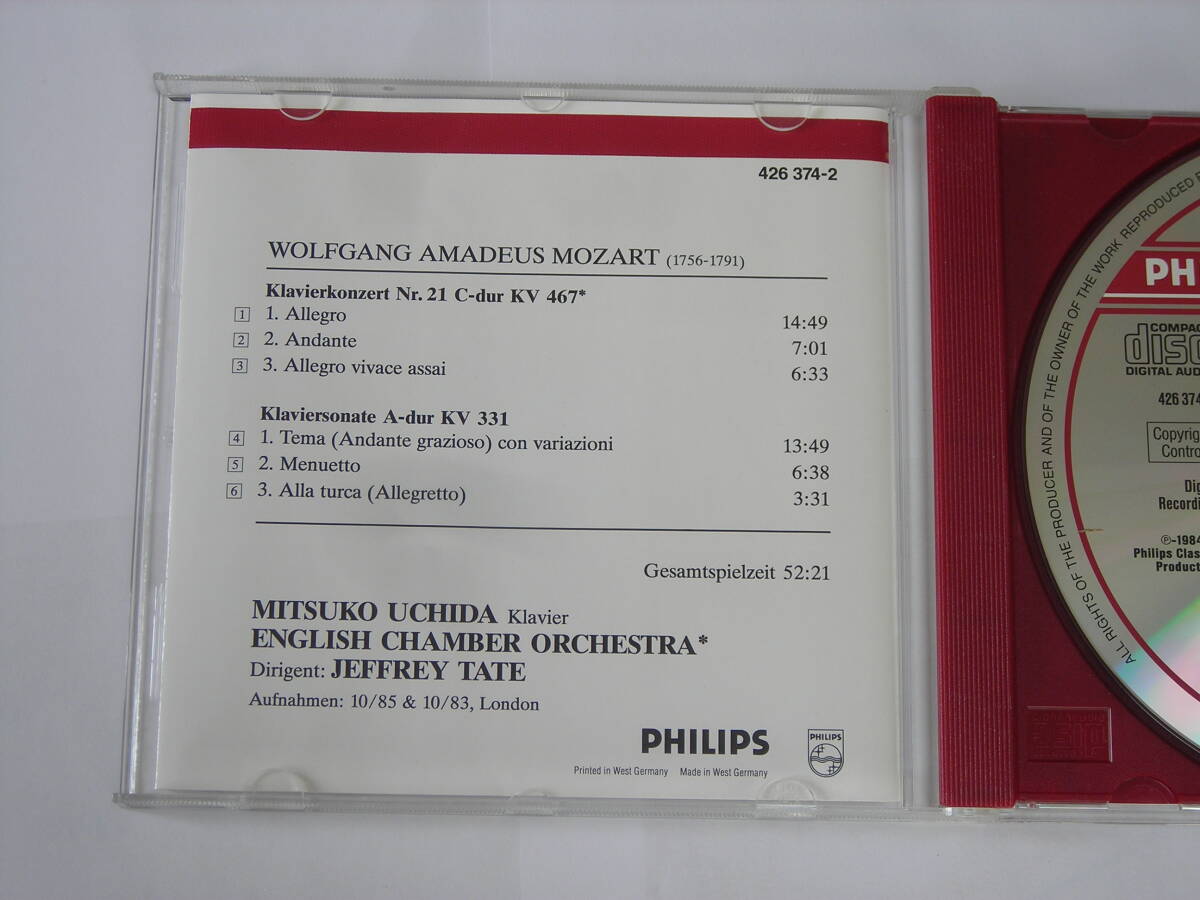 426 374-2
WOLFGANG AMADEUS MOZART (1756-1791)
Klavierkonzert Nr. 21 C-dur KV 467*
1 1. Allegro 14:49
2 2. Andante 7:01
3 3. Allegro vivace assai 6:33
Klaviersonate A-dur KV 331
4 1. Tema (Andante grazioso) con variazioni 13:49
5 2. Menuetto 6:38
6 3. Alla turca (Allegretto) 3:31
Gesamtspielzeit 52:21
MITSUKO UCHIDA Klavier
ENGLISH CHAMBER ORCHESTRA*
Dirigent: JEFFREY TATE
Aufnahmen: 10/85 & 10/83, London
PHILIPS
PHILIPS
Printed in West Germany Made in West Germany
ALL RIGHTS OF THE PRODUCER AND OF THE OWNER OF THE WORK REPRODUCED
PH
COMPAC
disc
DIGITAL AUD
426 374
Copyrig
Contro
Dig
Recordi
℗-1984
Philips Clas
Product